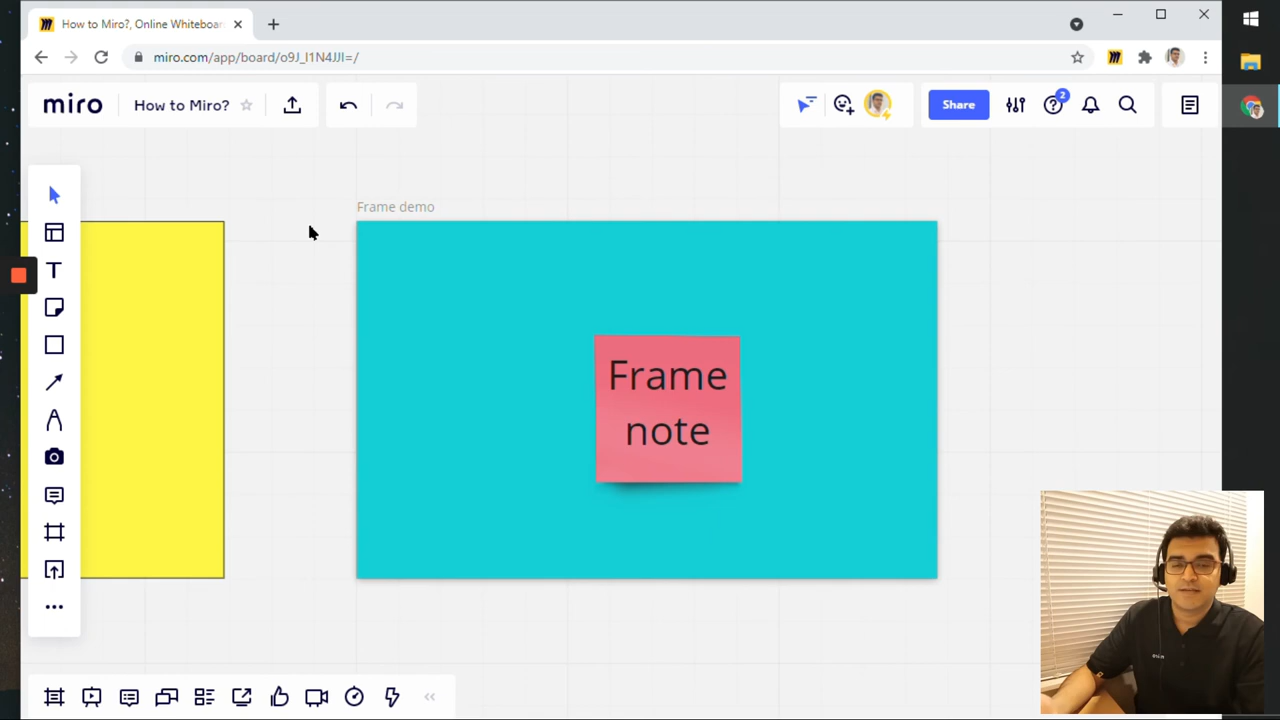 How to Miro?, Online Whiteboar
miro.com/app/board/o9J_l1N4JJI=/
miro
How to Miro?
Share
2
Frame demo
Frame
note